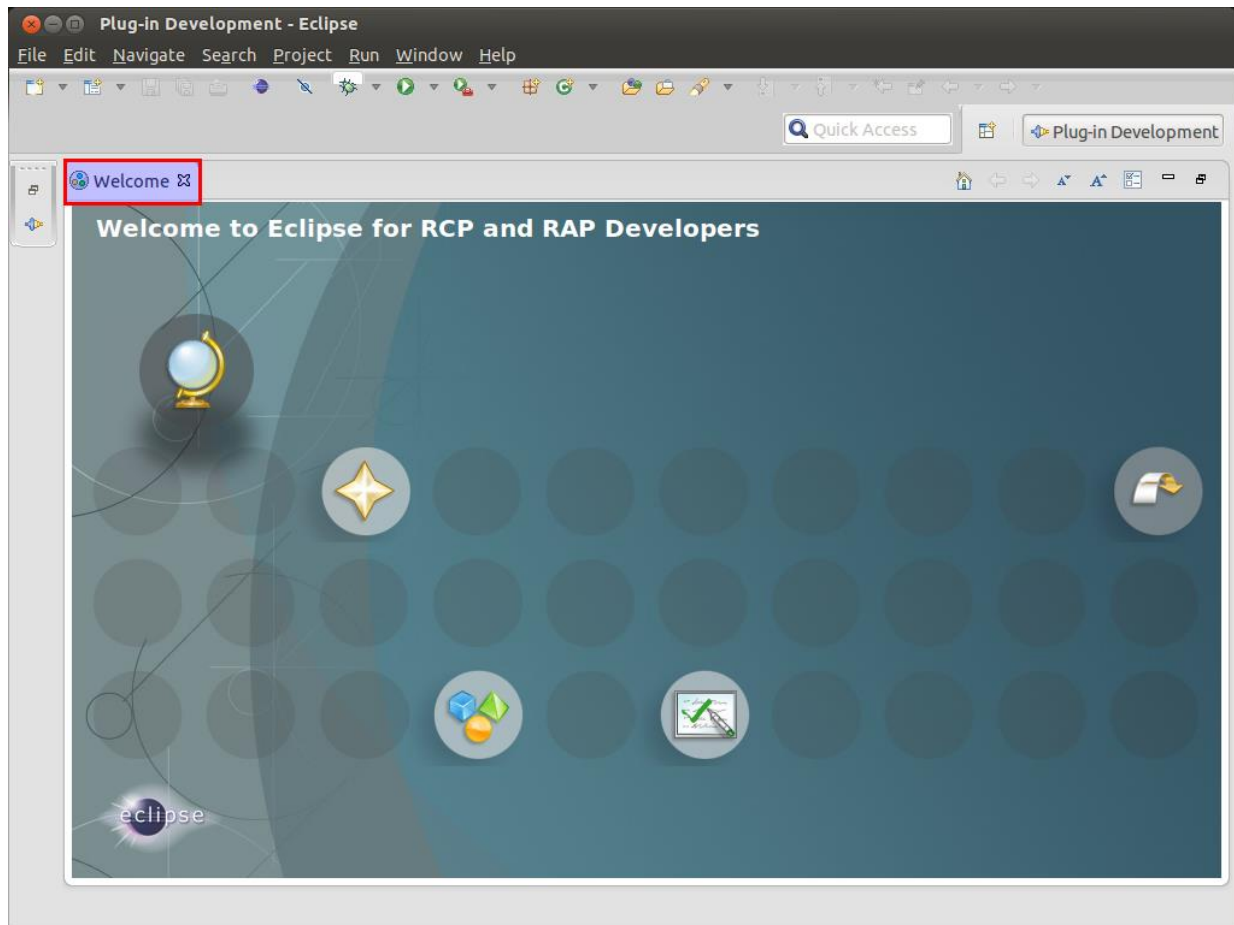 Plug-in Development - Eclipse
File Edit Navigate Search Project Run Window Help
Quick Access
Plug-in Development
Welcome
Welcome to Eclipse for RCP and RAP Developers
eclipse